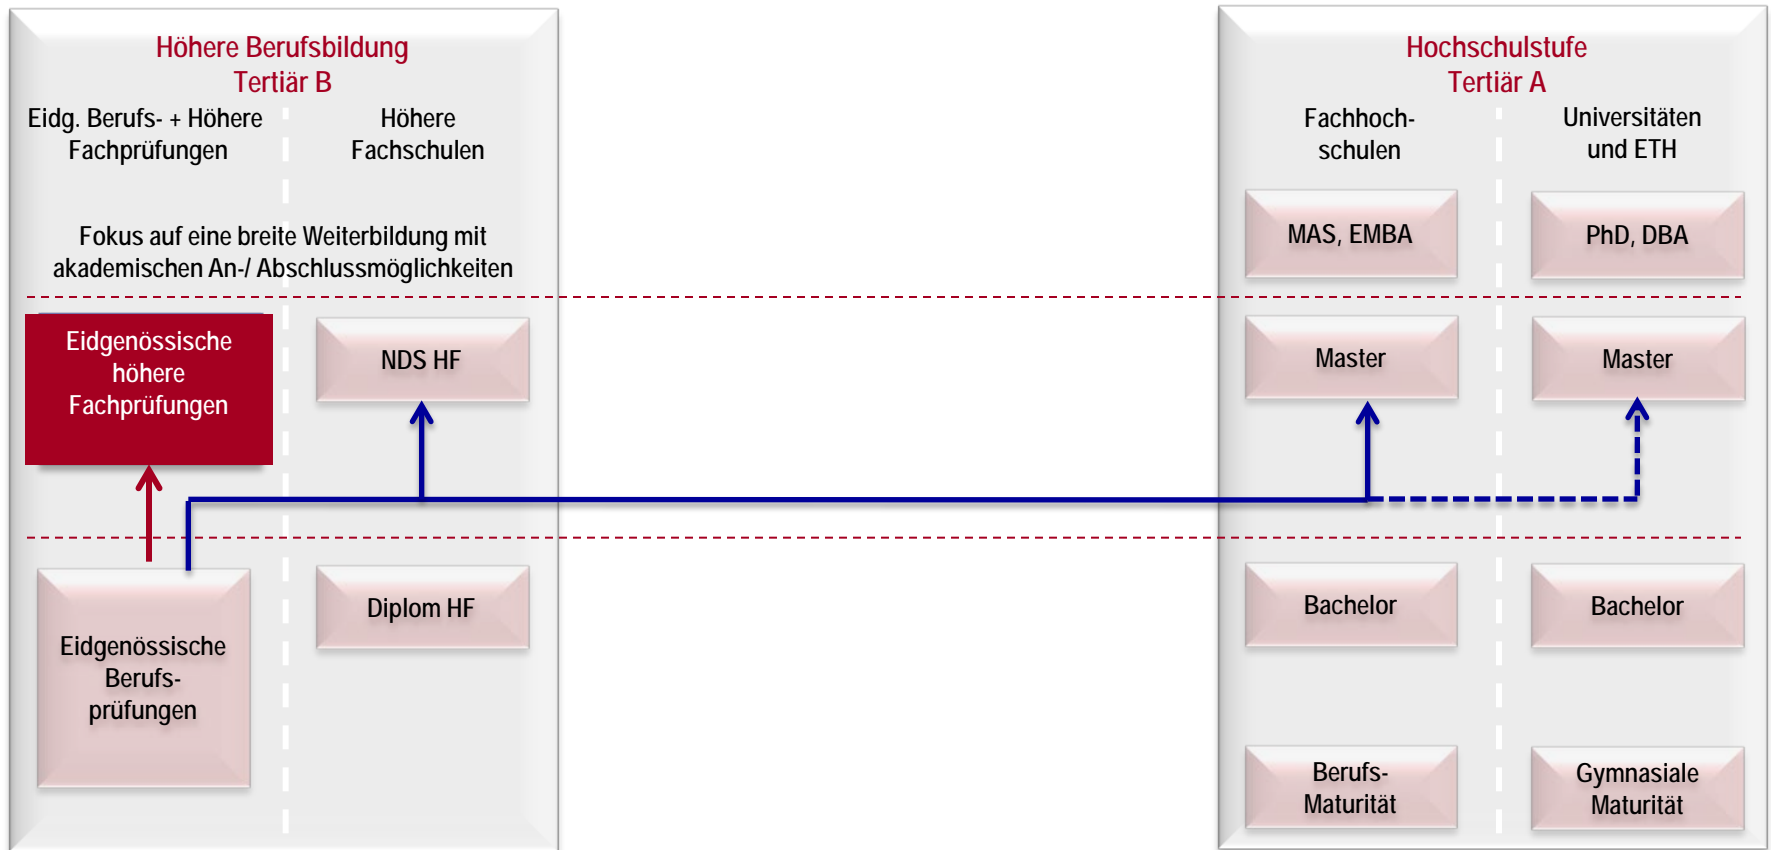 Höhere Berufsbildung
Tertiär B
Eidg. Berufs- + Höhere
Fachprüfungen
Höhere
Fachschulen
Fokus auf eine breite Weiterbildung mit
akademischen An-/ Abschlussmöglichkeiten
Eidgenössische
höhere
Fachprüfungen
NDS HF
Eidgenössische
Berufs-
prüfungen
Diplom HF
Hochschulstufe
Tertiär A
Fachhoch-
schulen
Universitäten
und ETH
MAS, EMBA
PhD, DBA
Master
Master
Bachelor
Bachelor
Berufs-
Maturität
Gymnasiale
Maturität